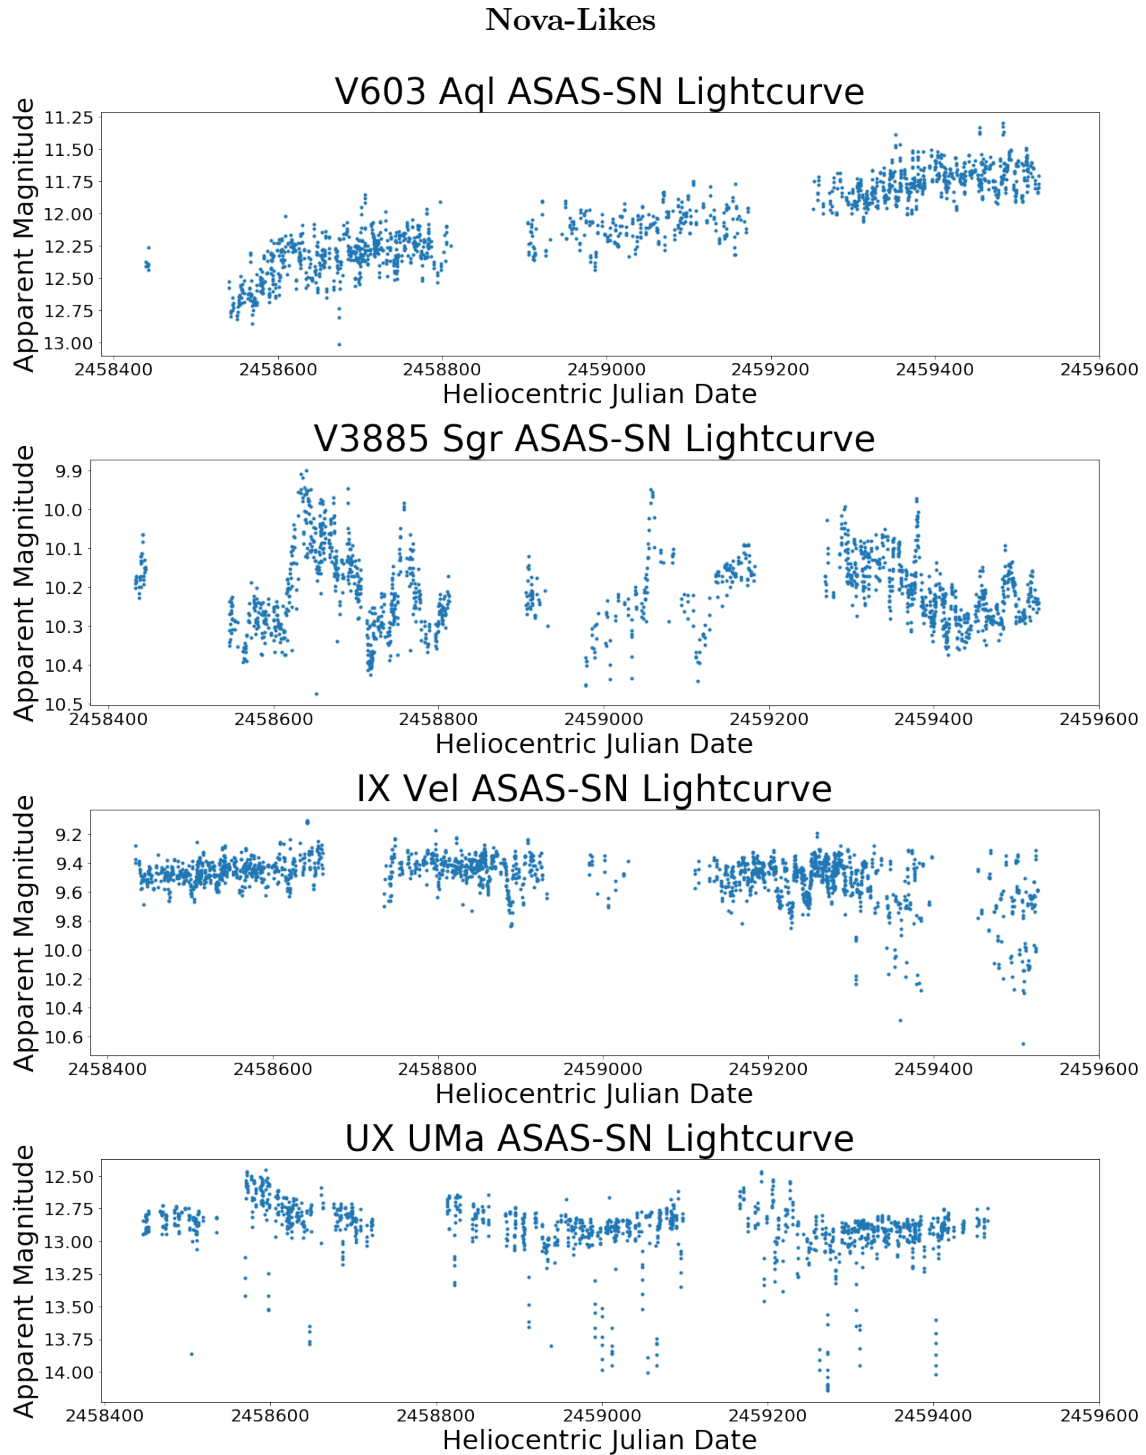 Nova-Likes
V603 Aql ASAS-SN Lightcurve
Apparent Magnitude
11.25
11.50
11.75
12.00
12.25
12.50
12.75
13.00
2458400 2458600 2458800 2459000 2459200 2459400 2459600
Heliocentric Julian Date
V3885 Sgr ASAS-SN Lightcurve
Apparent Magnitude
9.9
10.0
10.1
10.2
10.3
10.4
10.5
2458400 2458600 2458800 2459000 2459200 2459400 2459600
Heliocentric Julian Date
IX Vel ASAS-SN Lightcurve
Apparent Magnitude
9.2
9.4
9.6
9.8
10.0
10.2
10.4
10.6
2458400 2458600 2458800 2459000 2459200 2459400 2459600
Heliocentric Julian Date
UX UMa ASAS-SN Lightcurve
Apparent Magnitude
12.50
12.75
13.00
13.25
13.50
13.75
14.00
2458400 2458600 2458800 2459000 2459200 2459400 2459600
Heliocentric Julian Date